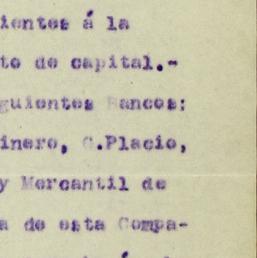 ientes á la
to de capital.-
guientes Bancos:
inero, C.Placio,
y Mercantil de
a de esta Compa-